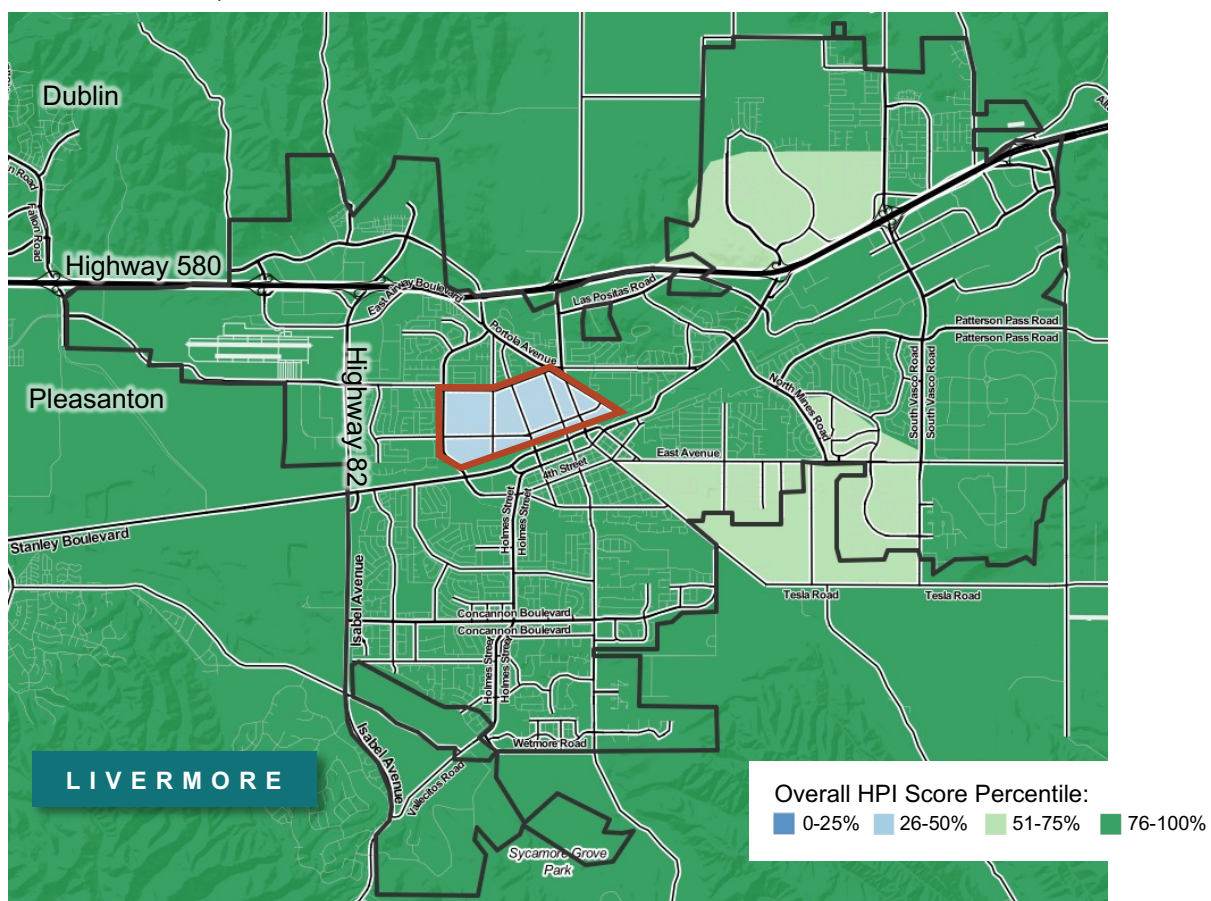 Dublin
n Road
Fallon Road
Highway 580
East Airway Boulevard
Las Positas Road
Portola Avenue
Patterson Pass Road
Patterson Pass Road
Highway 82
Pleasanton
North Mines Road
South Vasco Road
South Vasco Road
East Avenue
4th Street
Holmes Street
Holmes Street
Stanley Boulevard
Isabel Avenue
Tesla Road
Tesla Road
Concannon Boulevard
Concannon Boulevard
Holmes Street
Holmes Street
Isabel Avenue
Wetmore Road
Vallecitos Road
LIVERMORE
Sycamore Grove
Park
Overall HPI Score Percentile:
0-25% 26-50% 51-75% 76-100%